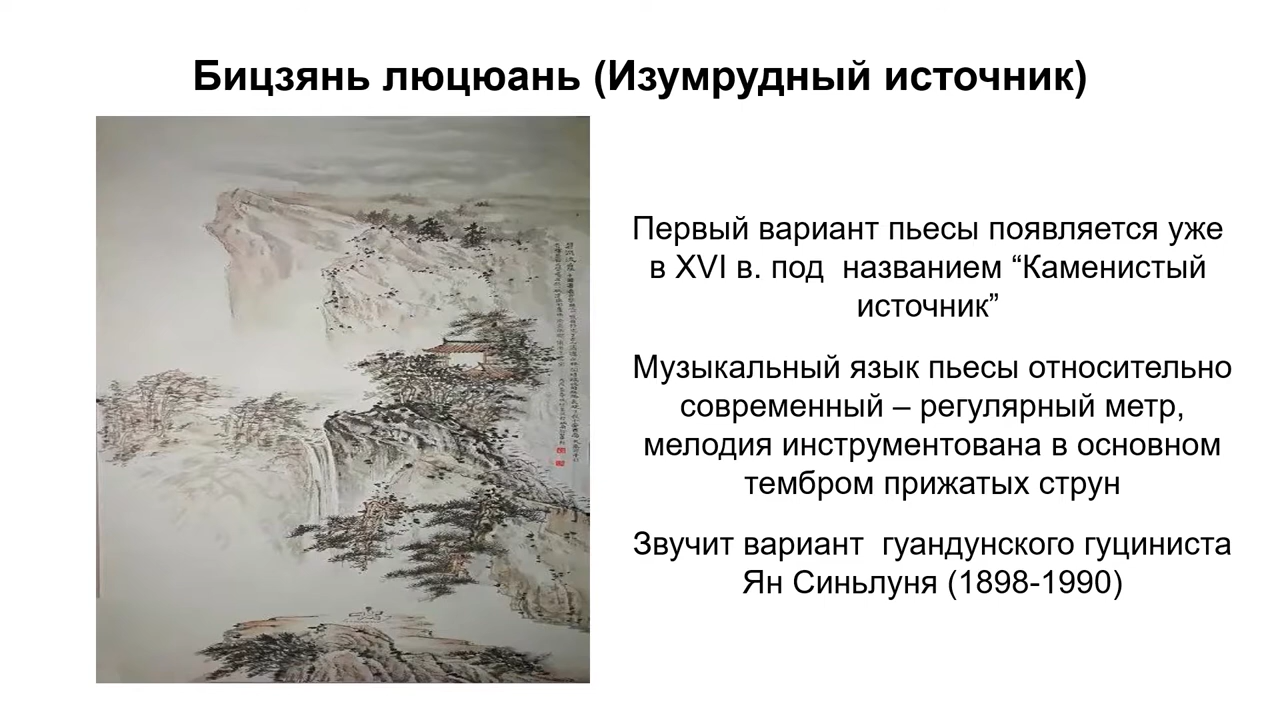 Бицзянь люцюань (Изумрудный источник)
Первый вариант пьесы появляется уже
в XVI в. под  названием “Каменистый
источник”
Музыкальный язык пьесы относительно
современный – регулярный метр,
мелодия инструментована в основном
тембром прижатых струн
Звучит вариант  гуандунского гуциниста
Ян Синьлуня (1898-1990)